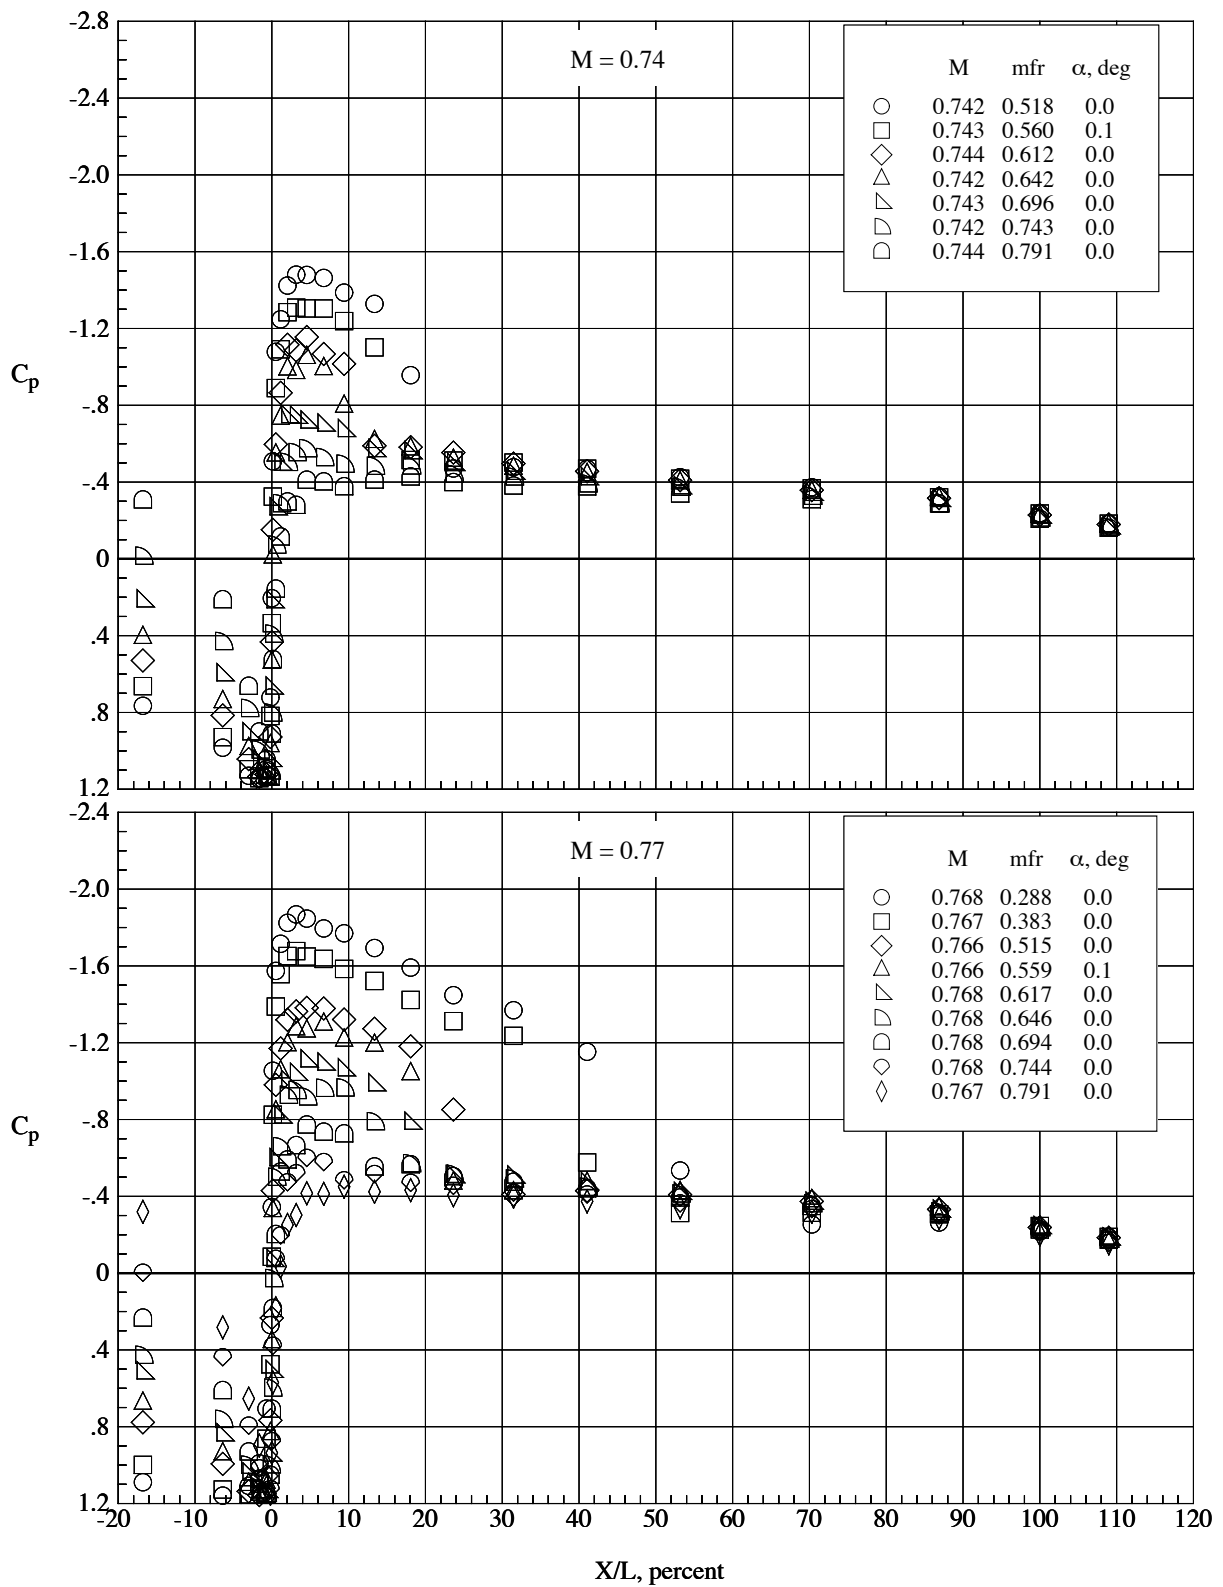 -2.8
M = 0.74
M mfr α, deg
-2.4
0.742 0.518 0.0
0.743 0.560 0.1
0.744 0.612 0.0
-2.0
0.742 0.642 0.0
0.743 0.696 0.0
0.742 0.743 0.0
-1.6
0.744 0.791 0.0
-1.2
Cp
-.8
-.4
0
.4
.8
1.2
-2.4
M = 0.77
M mfr α, deg
-2.0
0.768 0.288 0.0
0.767 0.383 0.0
0.766 0.515 0.0
-1.6
0.766 0.559 0.1
0.768 0.617 0.0
0.768 0.646 0.0
-1.2
0.768 0.694 0.0
0.768 0.744 0.0
0.767 0.791 0.0
Cp
-.8
-.4
0
.4
.8
1.2
-20 -10 0 10 20 30 40 50 60 70 80 90 100 110 120
X/L, percent